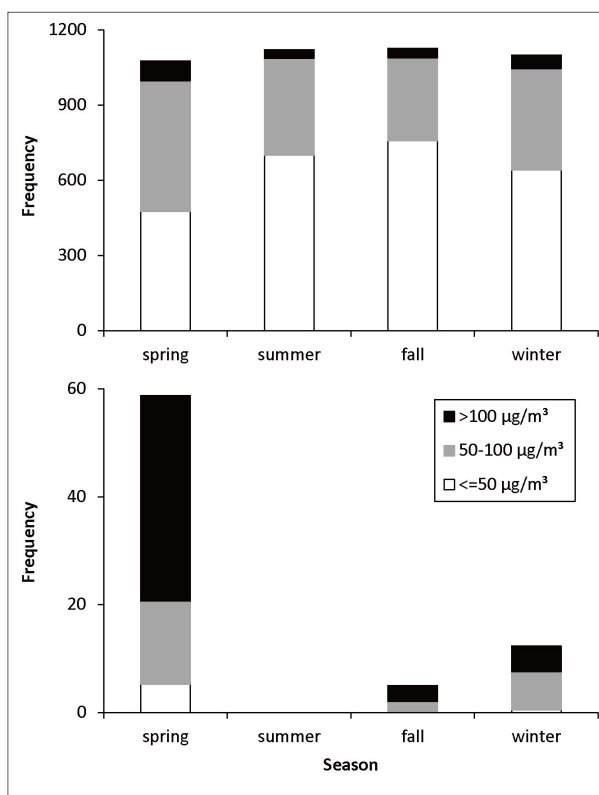 1200
900
600
300
0
Frequency
spring summer fall winter
60
40
20
0
Frequency
>100 µg/m³
50-100 µg/m³
<=50 µg/m³
spring summer fall winter
Season